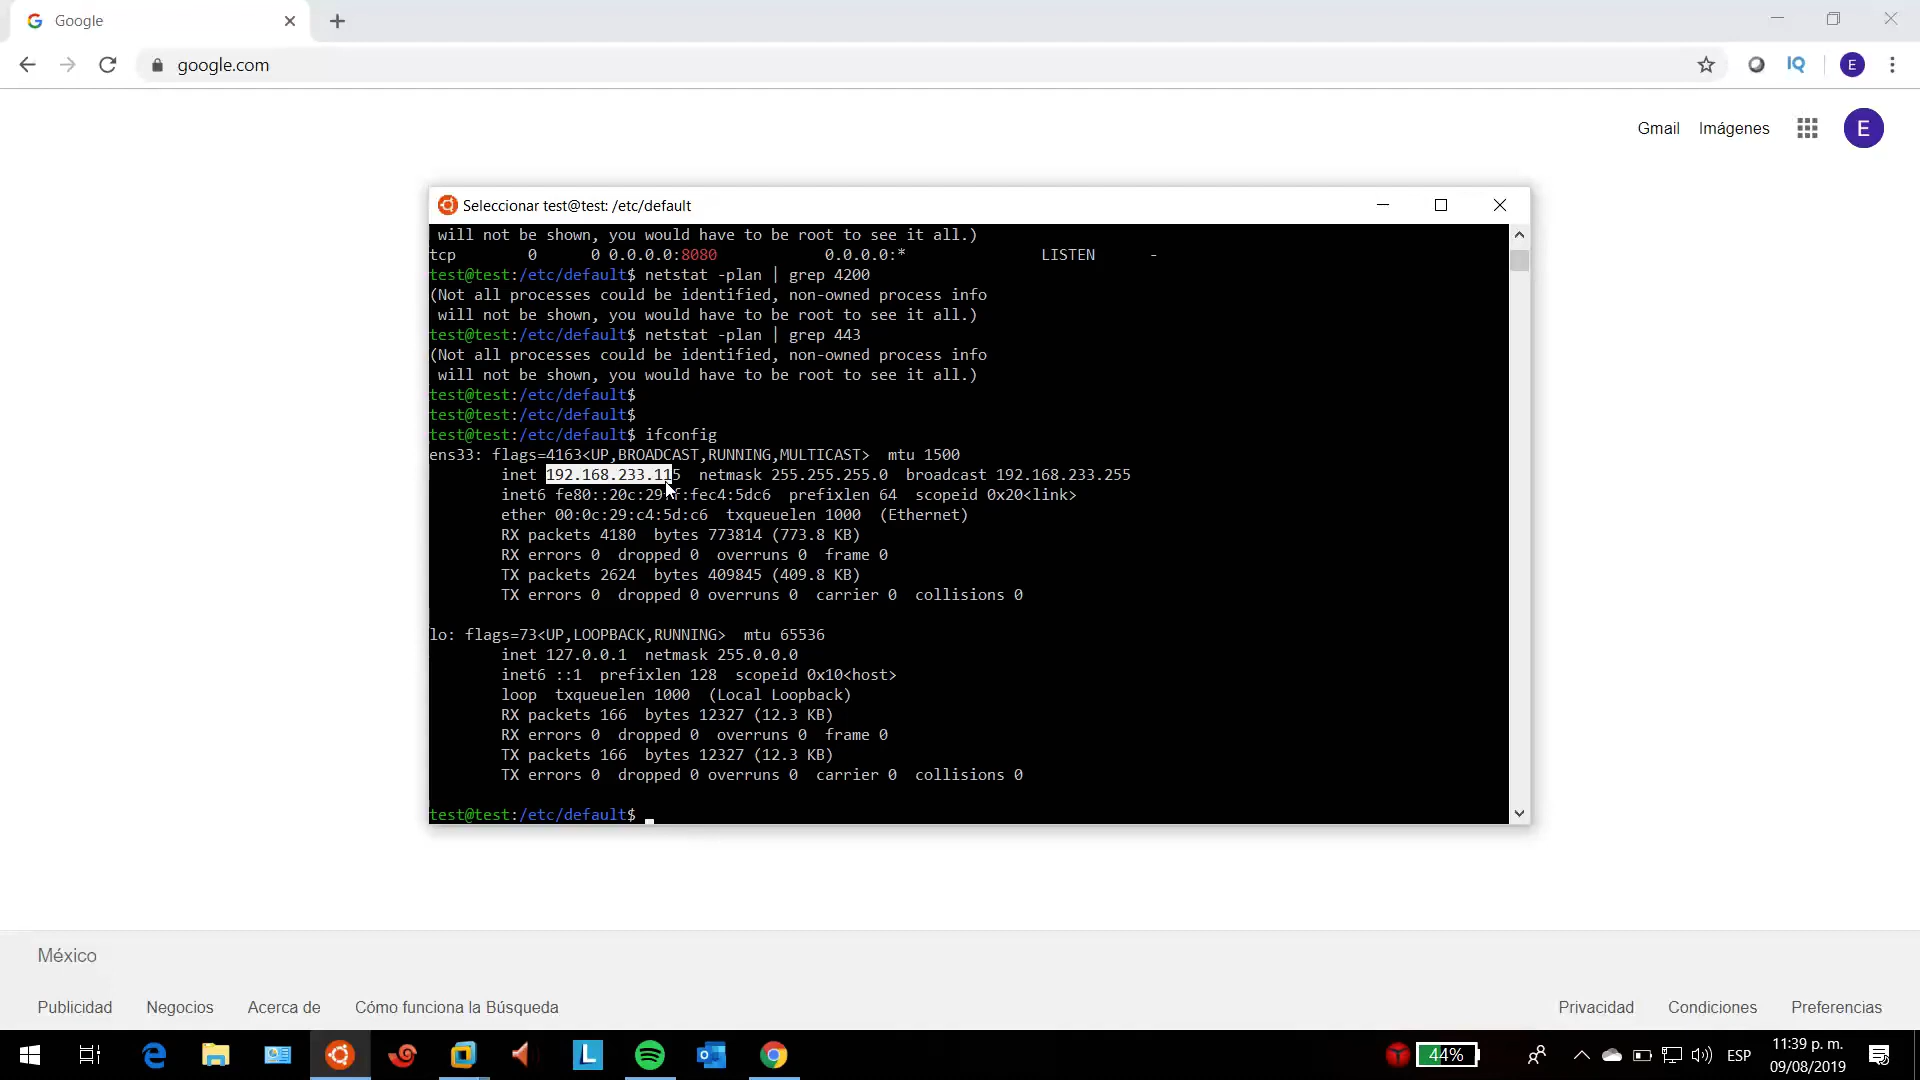 Google
google.com
IQ
E
Gmail
Imágenes
E
Seleccionar test@test: /etc/default
will not be shown, you would have to be root to see it all.)
tcp 0 0 0.0.0.0:8080 0.0.0.0:* LISTEN -
test@test:/etc/default$ netstat -plan | grep 4200
(Not all processes could be identified, non-owned process info
will not be shown, you would have to be root to see it all.)
test@test:/etc/default$ netstat -plan | grep 443
(Not all processes could be identified, non-owned process info
will not be shown, you would have to be root to see it all.)
test@test:/etc/default$
test@test:/etc/default$
test@test:/etc/default$ ifconfig
ens33: flags=4163<UP,BROADCAST,RUNNING,MULTICAST> mtu 1500
inet 192.168.233.115 netmask 255.255.255.0 broadcast 192.168.233.255
inet6 fe80::20c:29ff:fec4:5dc6 prefixlen 64 scopeid 0x20<link>
ether 00:0c:29:c4:5d:c6 txqueuelen 1000 (Ethernet)
RX packets 4180 bytes 773814 (773.8 KB)
RX errors 0 dropped 0 overruns 0 frame 0
TX packets 2624 bytes 409845 (409.8 KB)
TX errors 0 dropped 0 overruns 0 carrier 0 collisions 0
lo: flags=73<UP,LOOPBACK,RUNNING> mtu 65536
inet 127.0.0.1 netmask 255.0.0.0
inet6 ::1 prefixlen 128 scopeid 0x10<host>
loop txqueuelen 1000 (Local Loopback)
RX packets 166 bytes 12327 (12.3 KB)
RX errors 0 dropped 0 overruns 0 frame 0
TX packets 166 bytes 12327 (12.3 KB)
TX errors 0 dropped 0 overruns 0 carrier 0 collisions 0
test@test:/etc/default$
México
Publicidad Negocios Acerca de Cómo funciona la Búsqueda
Privacidad Condiciones Preferencias
L
44%
ESP
11:39 p. m.
09/08/2019